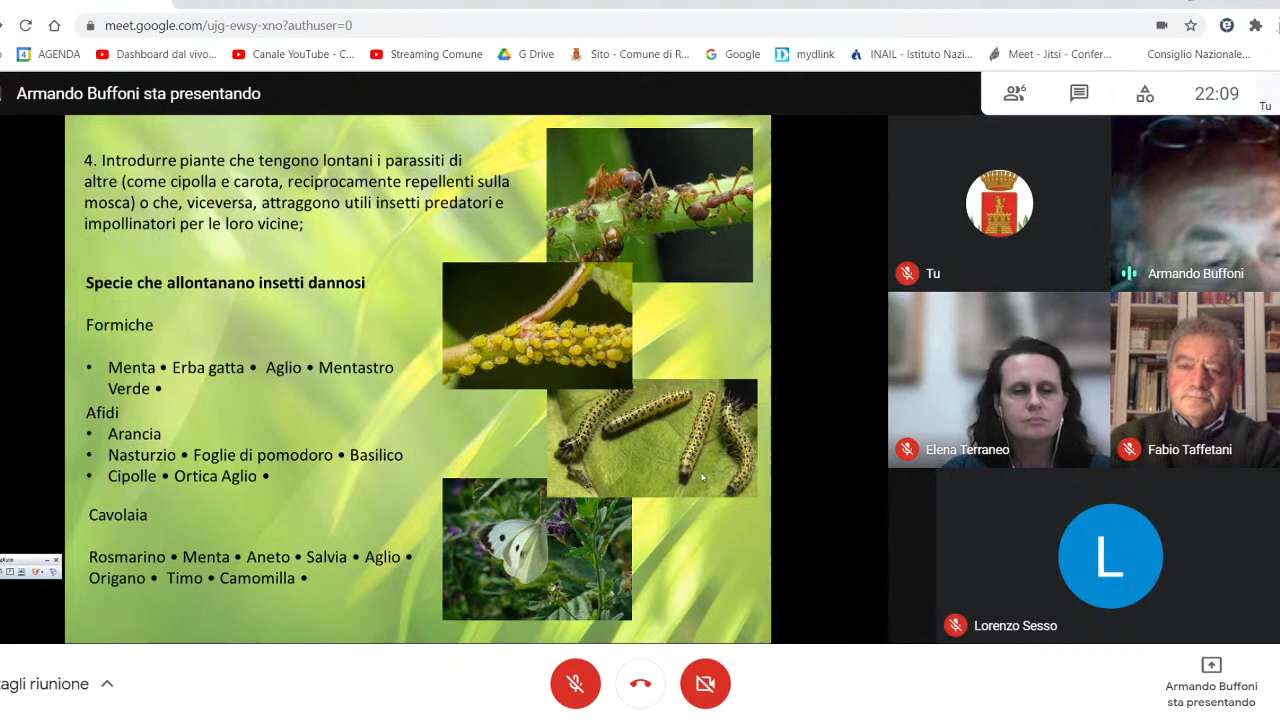 meet.google.com/ujg-ewsy-xno?authuser=0
AGENDA
Dashboard dal vivo...
Canale YouTube - C...
Streaming Comune
G Drive
Sito - Comune di R...
Google
mydlink
INAIL - Istituto Nazi...
Meet - Jitsi - Confer...
Consiglio Nazionale...
Armando Buffoni sta presentando
6
22:09
Tu
4. Introdurre piante che tengono lontani i parassiti di
altre (come cipolla e carota, reciprocamente repellenti sulla
mosca) o che, viceversa, attraggono utili insetti predatori e
impollinatori per le loro vicine;
Specie che allontanano insetti dannosi
Formiche
• Menta • Erba gatta • Aglio • Mentastro
Verde •
Afidi
• Arancia
• Nasturzio • Foglie di pomodoro • Basilico
• Cipolle • Ortica Aglio •
Cavolaia
Rosmarino • Menta • Aneto • Salvia • Aglio •
Origano • Timo • Camomilla •
Tu
Armando Buffoni
Elena Terraneo
Fabio Taffetani
L
Lorenzo Sesso
tagli riunione
Armando Buffoni
sta presentando